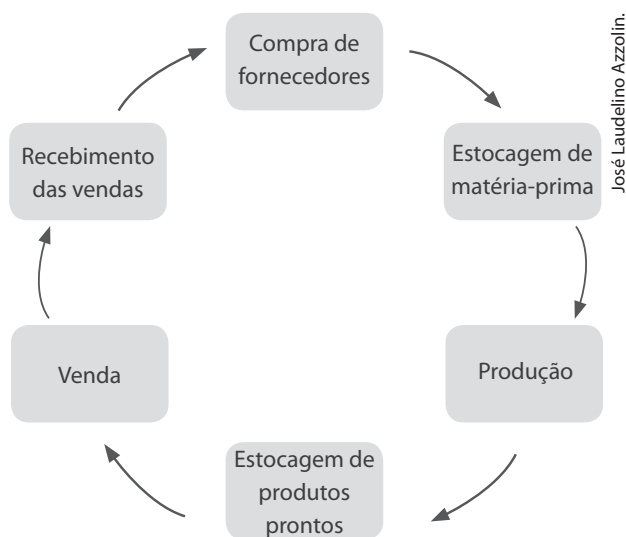 Compra de
fornecedores
Estocagem de
matéria-prima
Produção
Estocagem de
produtos
prontos
Venda
Recebimento
das vendas
José Laudelino Azzolin.